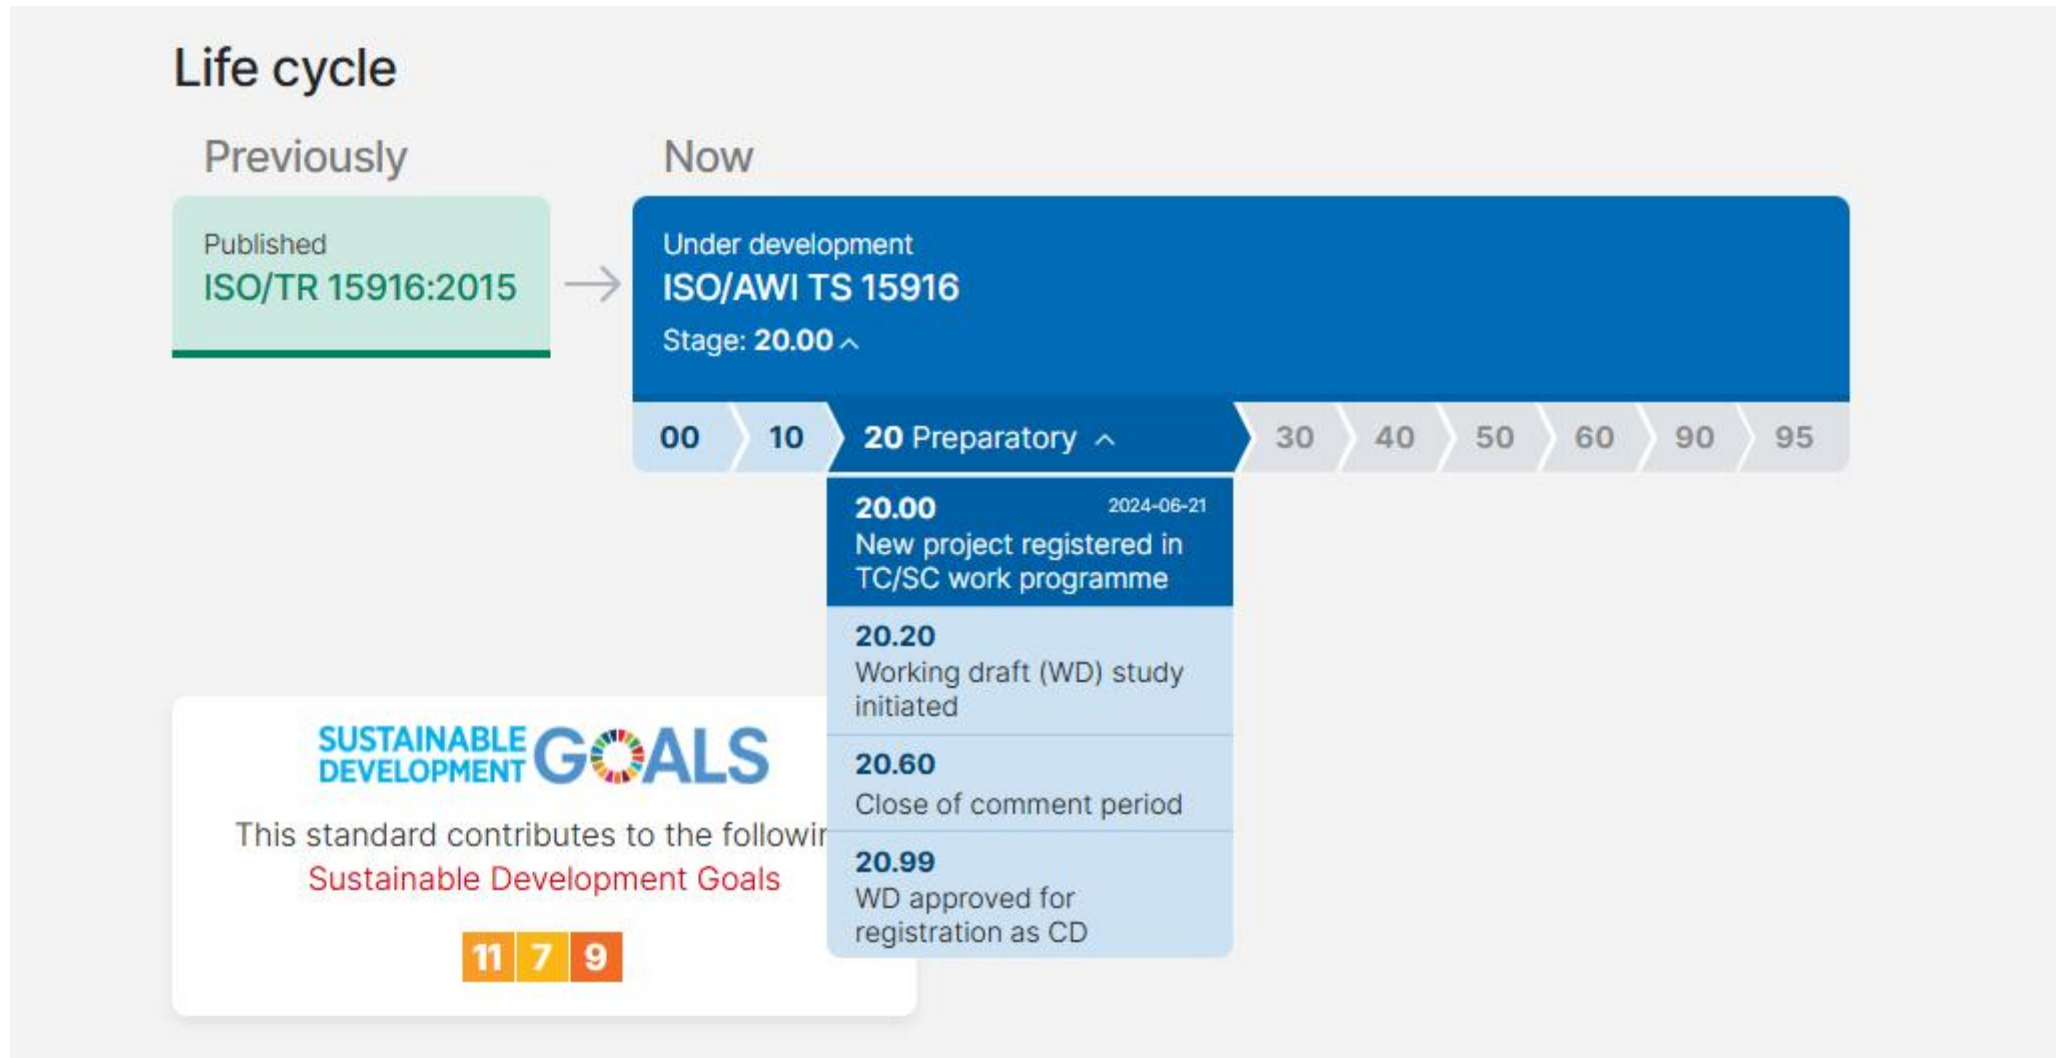 Life cycle
Previously
Now
Published
ISO/TR 15916:2015
Under development
ISO/AWI TS 15916
Stage: 20.00
00
10
20 Preparatory
30
40
50
60
90
95
20.00
2024-06-21
New project registered in
TC/SC work programme
20.20
Working draft (WD) study
initiated
20.60
Close of comment period
20.99
WD approved for
registration as CD
SUSTAINABLE
DEVELOPMENT
GOALS
This standard contributes to the
Sustainable Development Goals
11
7
9